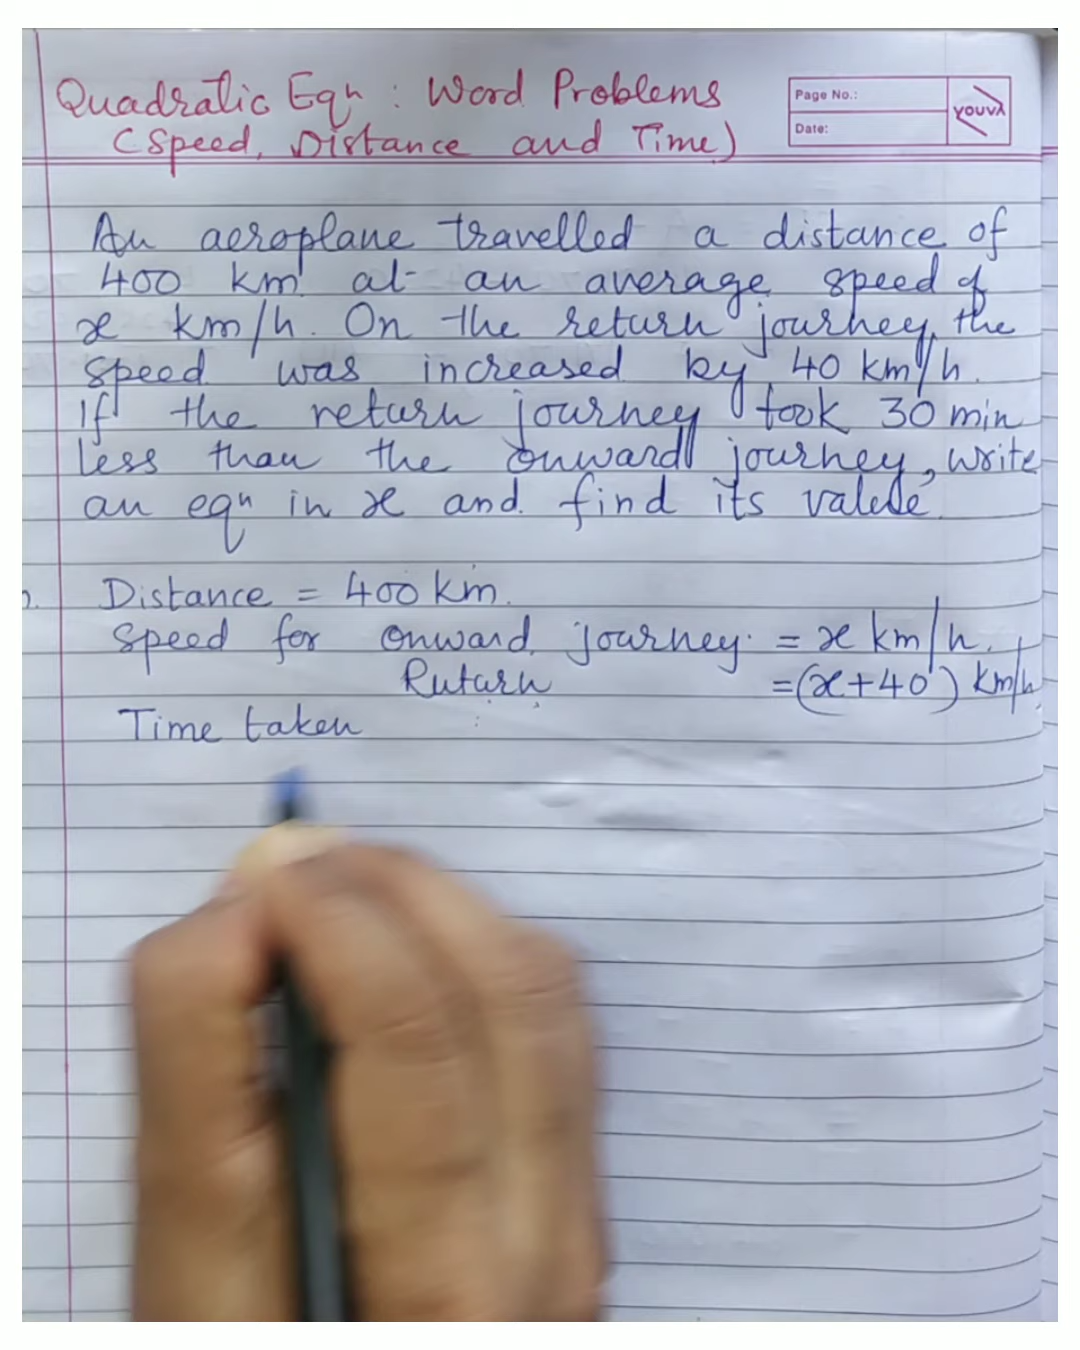 Quadratic Eqn : Word Problems
(Speed, Distance and Time)
Page No.:
Date:
YOUVA
An aeroplane travelled a distance of
400 km at an average speed of
x km/h. On the return journey, the
speed was increased by 40 km/h.
If the return journey took 30 min
less than the onward journey, write
an eqn in x and find its value.
Distance = 400 km.
Speed for onward journey = x km/h.
Ruturn = (x+40) km/h.
Time taken